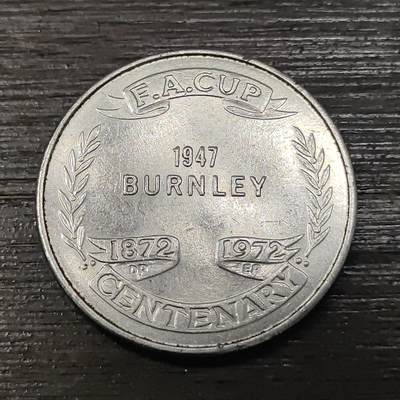 F.A.CUP
1947
BURNLEY
1872 1972
CENTENARY